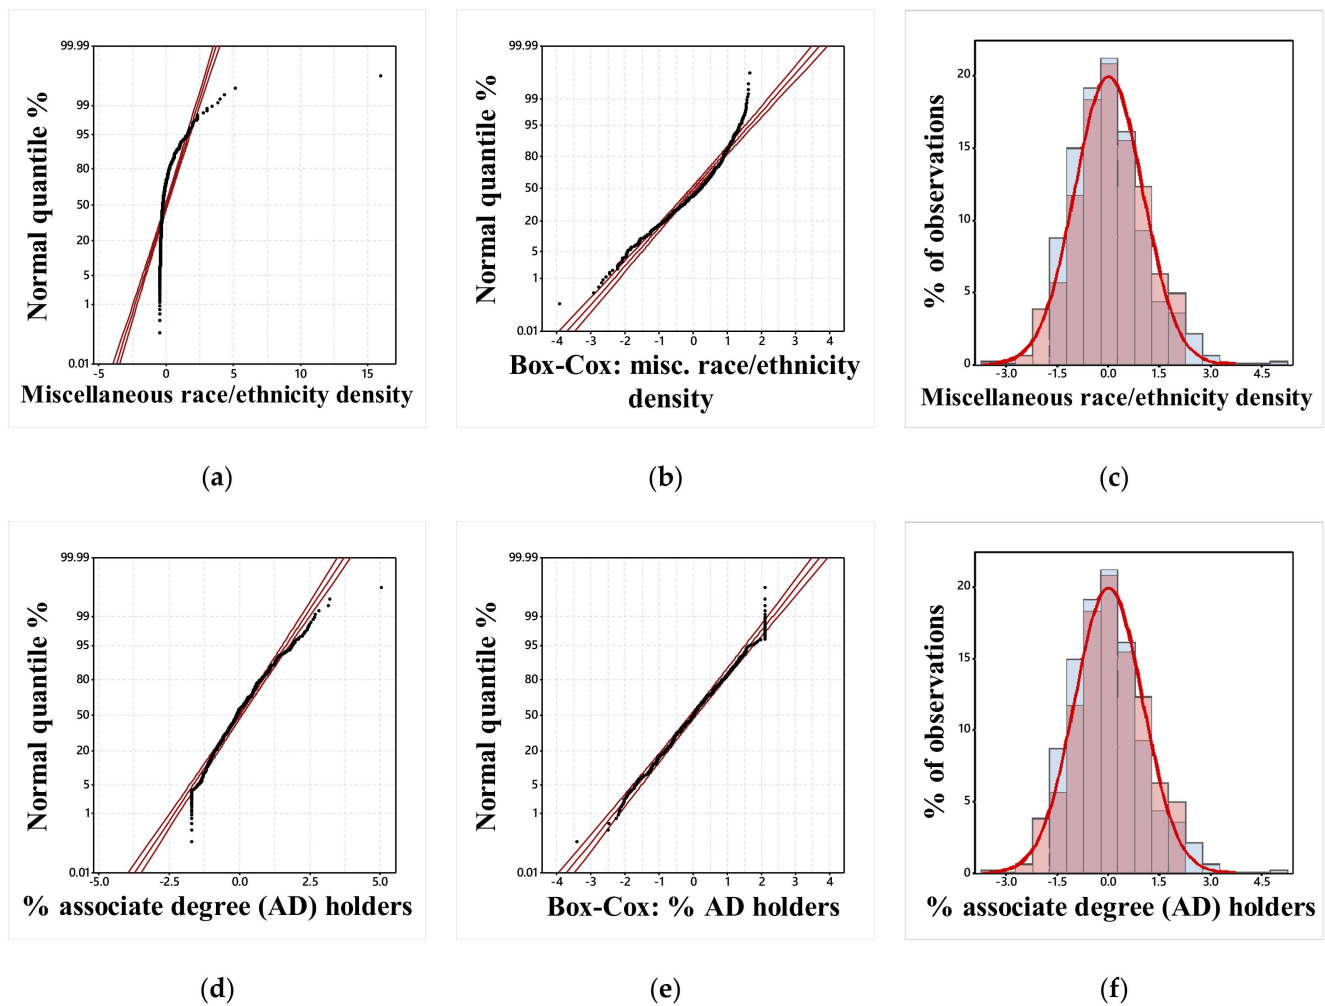 99.99
99
95
80
50
20
5
1
0.01
Normal quantile %
-5 0 5 10 15
Miscellaneous race/ethnicity density
(a)
99.99
99
95
80
50
20
5
1
0.01
Normal quantile %
-4 -3 -2 -1 0 1 2 3 4
Box-Cox: misc. race/ethnicity
density
(b)
20
15
10
5
0
% of observations
-3.0 -1.5 0.0 1.5 3.0 4.5
Miscellaneous race/ethnicity density
(c)
99.99
99
95
80
50
20
5
1
0.01
Normal quantile %
-5.0 -2.5 0.0 2.5 5.0
% associate degree (AD) holders
(d)
99.99
99
95
80
50
20
5
1
0.01
Normal quantile %
-4 -3 -2 -1 0 1 2 3 4
Box-Cox: % AD holders
(e)
20
15
10
5
0
% of observations
-3.0 -1.5 0.0 1.5 3.0 4.5
% associate degree (AD) holders
(f)